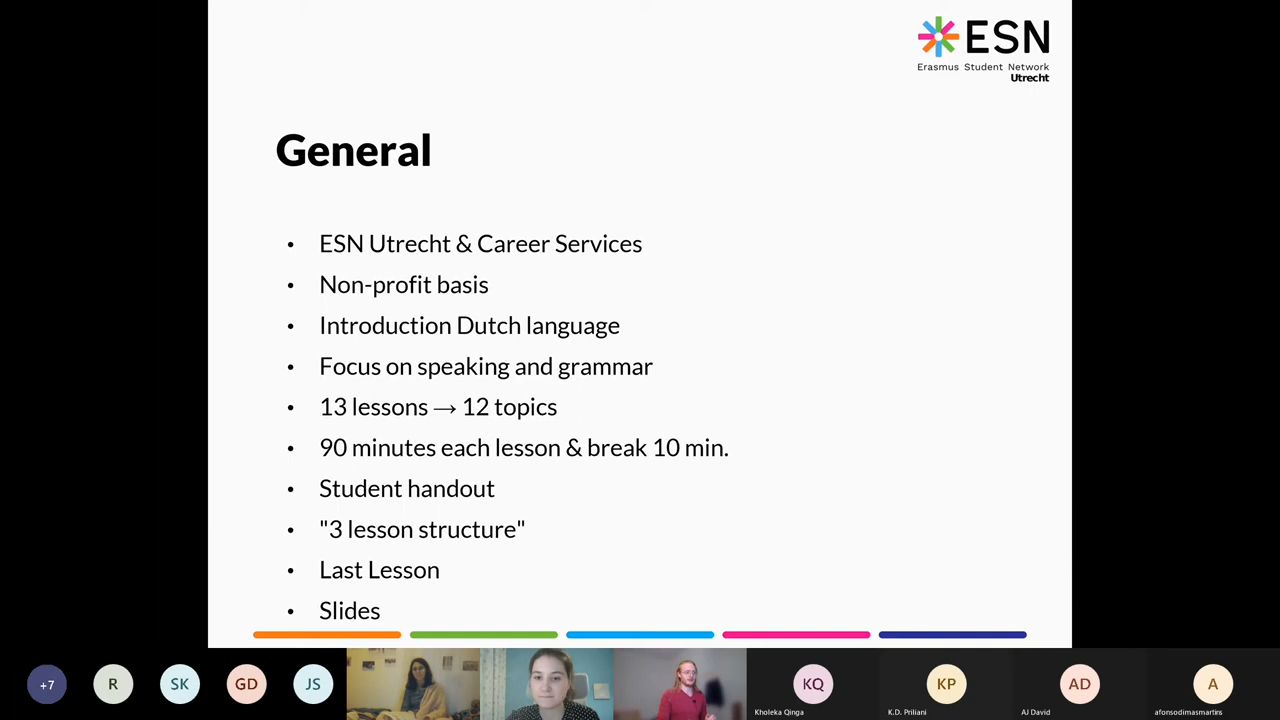 ESN
Erasmus Student Network
Utrecht
General
• ESN Utrecht & Career Services
• Non-profit basis
• Introduction Dutch language
• Focus on speaking and grammar
• 13 lessons → 12 topics
• 90 minutes each lesson & break 10 min.
• Student handout
• "3 lesson structure"
• Last Lesson
• Slides
+7
R
SK
GD
JS
KQ
KP
AD
A
Kholeka Qinga
K.D. Priliani
AJ David
afonsodimasmartins